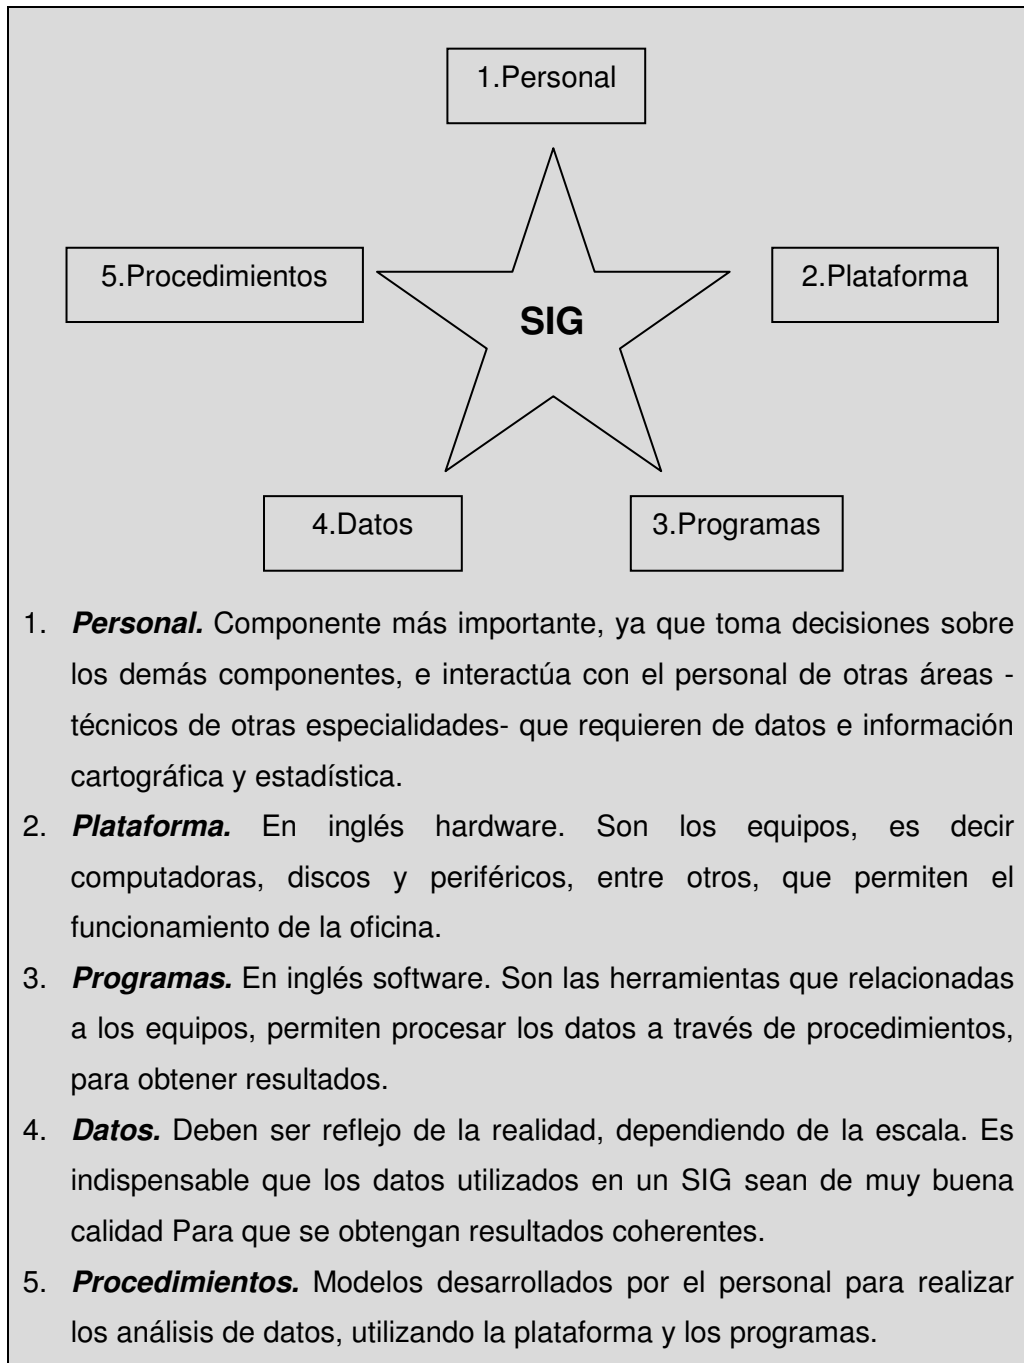 1.Personal
5.Procedimientos
2.Plataforma
SIG
4.Datos
3.Programas
1. Personal. Componente más importante, ya que toma decisiones sobre
los demás componentes, e interactúa con el personal de otras áreas -
técnicos de otras especialidades- que requieren de datos e información
cartográfica y estadística.
2. Plataforma. En inglés hardware. Son los equipos, es decir
computadoras, discos y periféricos, entre otros, que permiten el
funcionamiento de la oficina.
3. Programas. En inglés software. Son las herramientas que relacionadas
a los equipos, permiten procesar los datos a través de procedimientos,
para obtener resultados.
4. Datos. Deben ser reflejo de la realidad, dependiendo de la escala. Es
indispensable que los datos utilizados en un SIG sean de muy buena
calidad Para que se obtengan resultados coherentes.
5. Procedimientos. Modelos desarrollados por el personal para realizar
los análisis de datos, utilizando la plataforma y los programas.